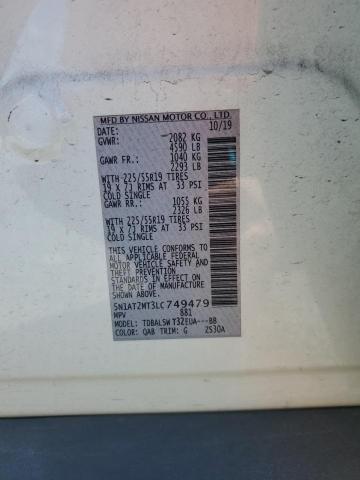 MFD BY NISSAN MOTOR CO., LTD.
DATE: 10/19
GVWR: 2082 KG
4590 LB
GAWR FR.: 1040 KG
2293 LB
WITH 225/55R19 TIRES
19 X 7J RIMS AT 33 PSI
COLD SINGLE
GAWR RR.: 1055 KG
2326 LB
WITH 225/55R19 TIRES
19 X 7J RIMS AT 33 PSI
COLD SINGLE
THIS VEHICLE CONFORMS TO ALL
APPLICABLE FEDERAL
MOTOR VEHICLE SAFETY
AND THEFT PREVENTION
STANDARDS IN EFFECT ON THE
DATE OF MANUFACTURE SHOWN
ABOVE.
5N1AT2MT3LC749479
MPV 881
MODEL: TDBALSW T32EUA---BB
COLOR: QAB TRIM: G 2S30A